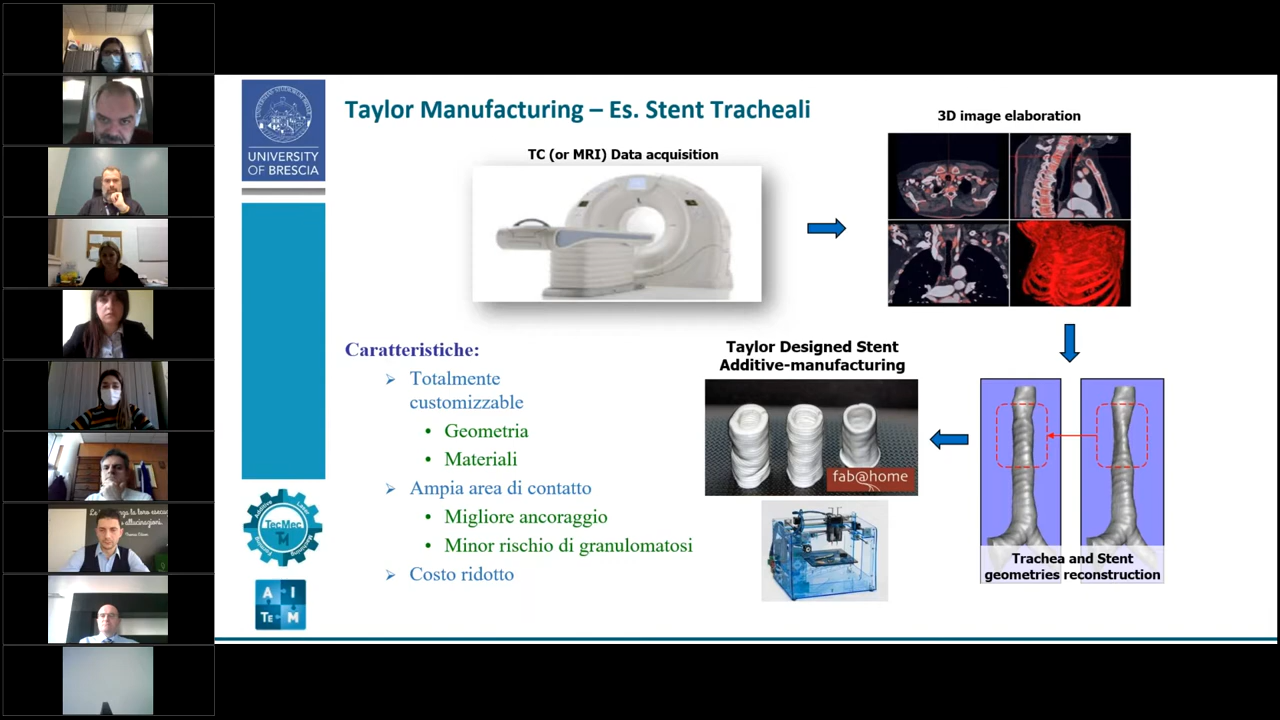 Taylor Manufacturing – Es. Stent Tracheali
UNIVERSITY
OF BRESCIA
TC (or MRI) Data acquisition
3D image elaboration
Caratteristiche:
Totalmente
customizzable
Geometria
Materiali
Ampia area di contatto
Migliore ancoraggio
Minor rischio di granulomatosi
Costo ridotto
Taylor Designed Stent
Additive-manufacturing
fab@home
Trachea and Stent
geometries reconstruction
TecMec
A I
Te M